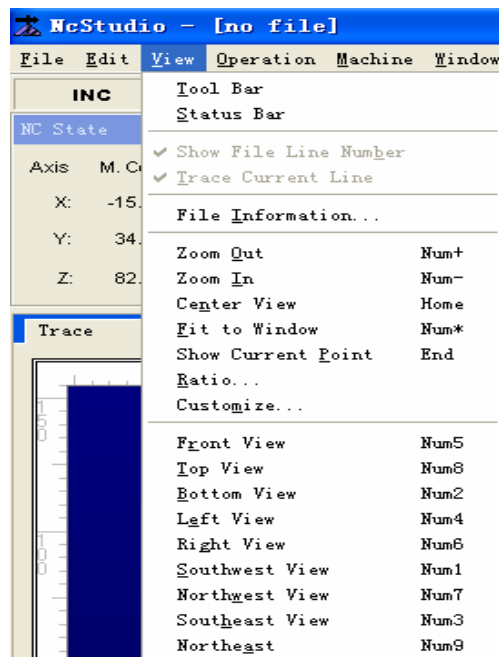 NcStudio - [no file]
File Edit View Operation Machine Window
INC
NC State
Axis
X: -15.
Y: 34.
Z: 82.
Trace
150
100
Tool Bar
Status Bar
Show File Line Number
Trace Current Line
File Information...
Zoom Out Num+
Zoom In Num-
Center View Home
Fit to Window Num*
Show Current Point End
Ratio...
Customize...
Front View Num5
Top View Num8
Bottom View Num2
Left View Num4
Right View Num6
Southwest View Num1
Northwest View Num7
Southeast View Num3
Northeast Num9